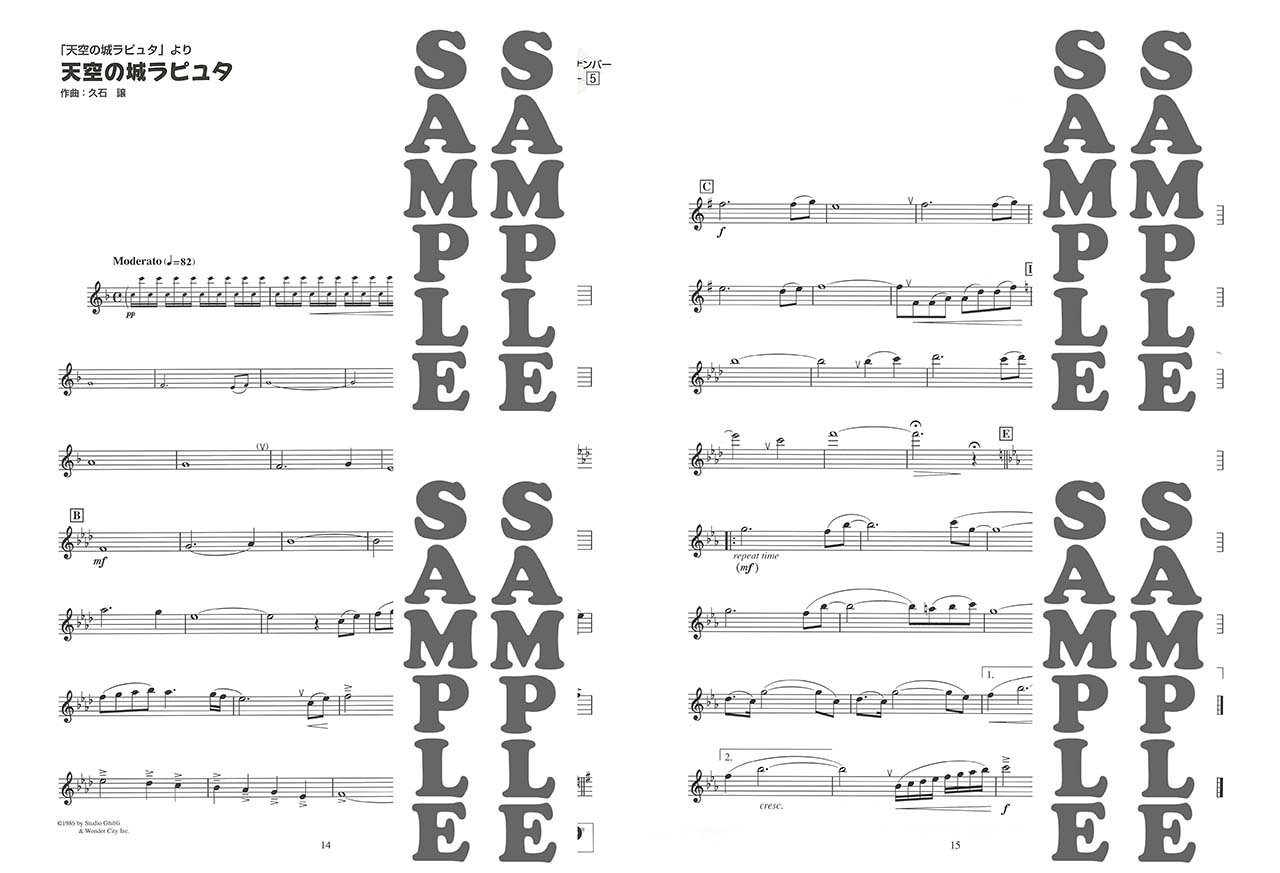 「天空の城ラピュタ」より
天空の城ラピュタ
作曲：久石 譲
ナンバー
5
Moderato (♩=82)
pp
(V)
B
mf
©1986 by Studio Ghibli
& Wonder City Inc.
14
C
f
E
repeat time
(mf)
1.
2.
cresc.
f
15
SAMPLE
SAMPLE
SAMPLE
SAMPLE
SAMPLE
SAMPLE
SAMPLE
SAMPLE